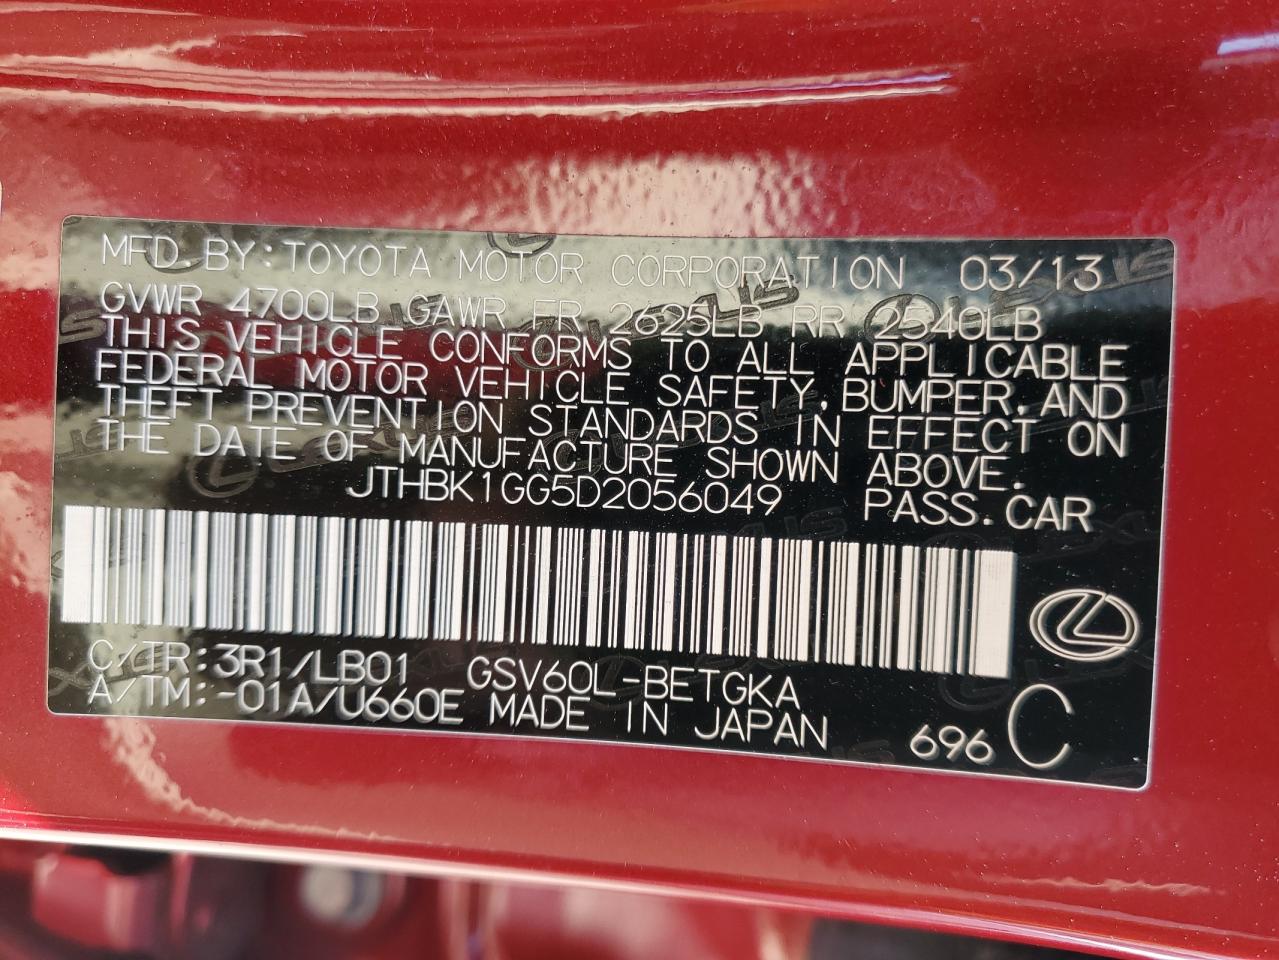 MFD. BY: TOYOTA MOTOR CORPORATION 03/13
GVWR 4700LB GAWR FR 2625LB RR 2540LB
THIS VEHICLE CONFORMS TO ALL APPLICABLE
FEDERAL MOTOR VEHICLE SAFETY, BUMPER, AND
THEFT PREVENTION STANDARDS IN EFFECT ON
THE DATE OF MANUFACTURE SHOWN ABOVE.
JTHBK1GG5D2056049 PASS. CAR
C/TR: 3R1/LB01 GSV60L-BETGKA
A/TM: -01A/U660E MADE IN JAPAN 696 C